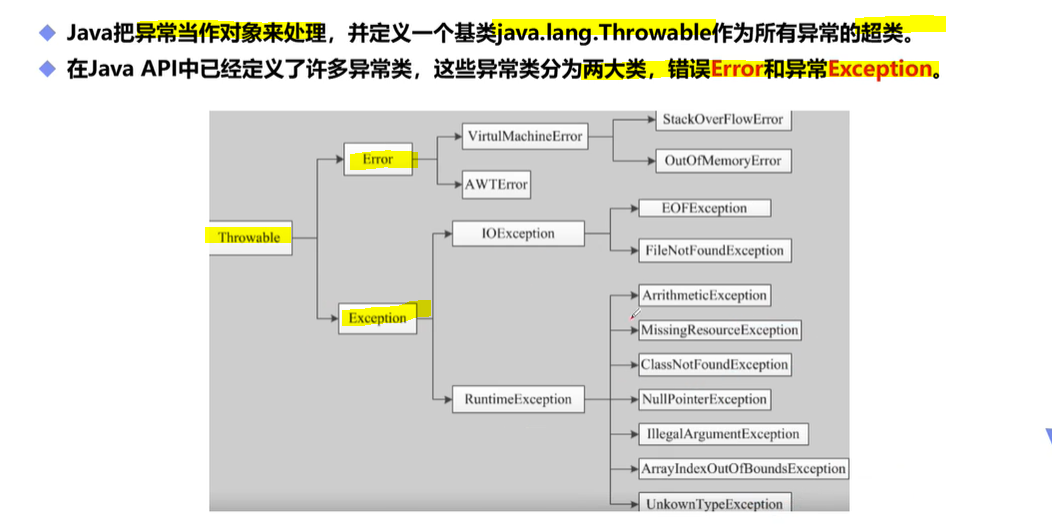 Java把异常当作对象来处理，并定义一个基类java.lang.Throwable作为所有异常的超类。
在Java API中已经定义了许多异常类，这些异常类分为两大类，错误Error和异常Exception。
StackOverFlowError
VirtulMachineError
Error
OutOfMemoryError
AWTError
EOFException
IOException
Throwable
FileNotFoundException
ArrithmeticException
Exception
MissingResourceException
ClassNotFoundException
RuntimeException
NullPointerException
IllegalArgumentException
ArrayIndexOutOfBoundsException
UnkownTypeException